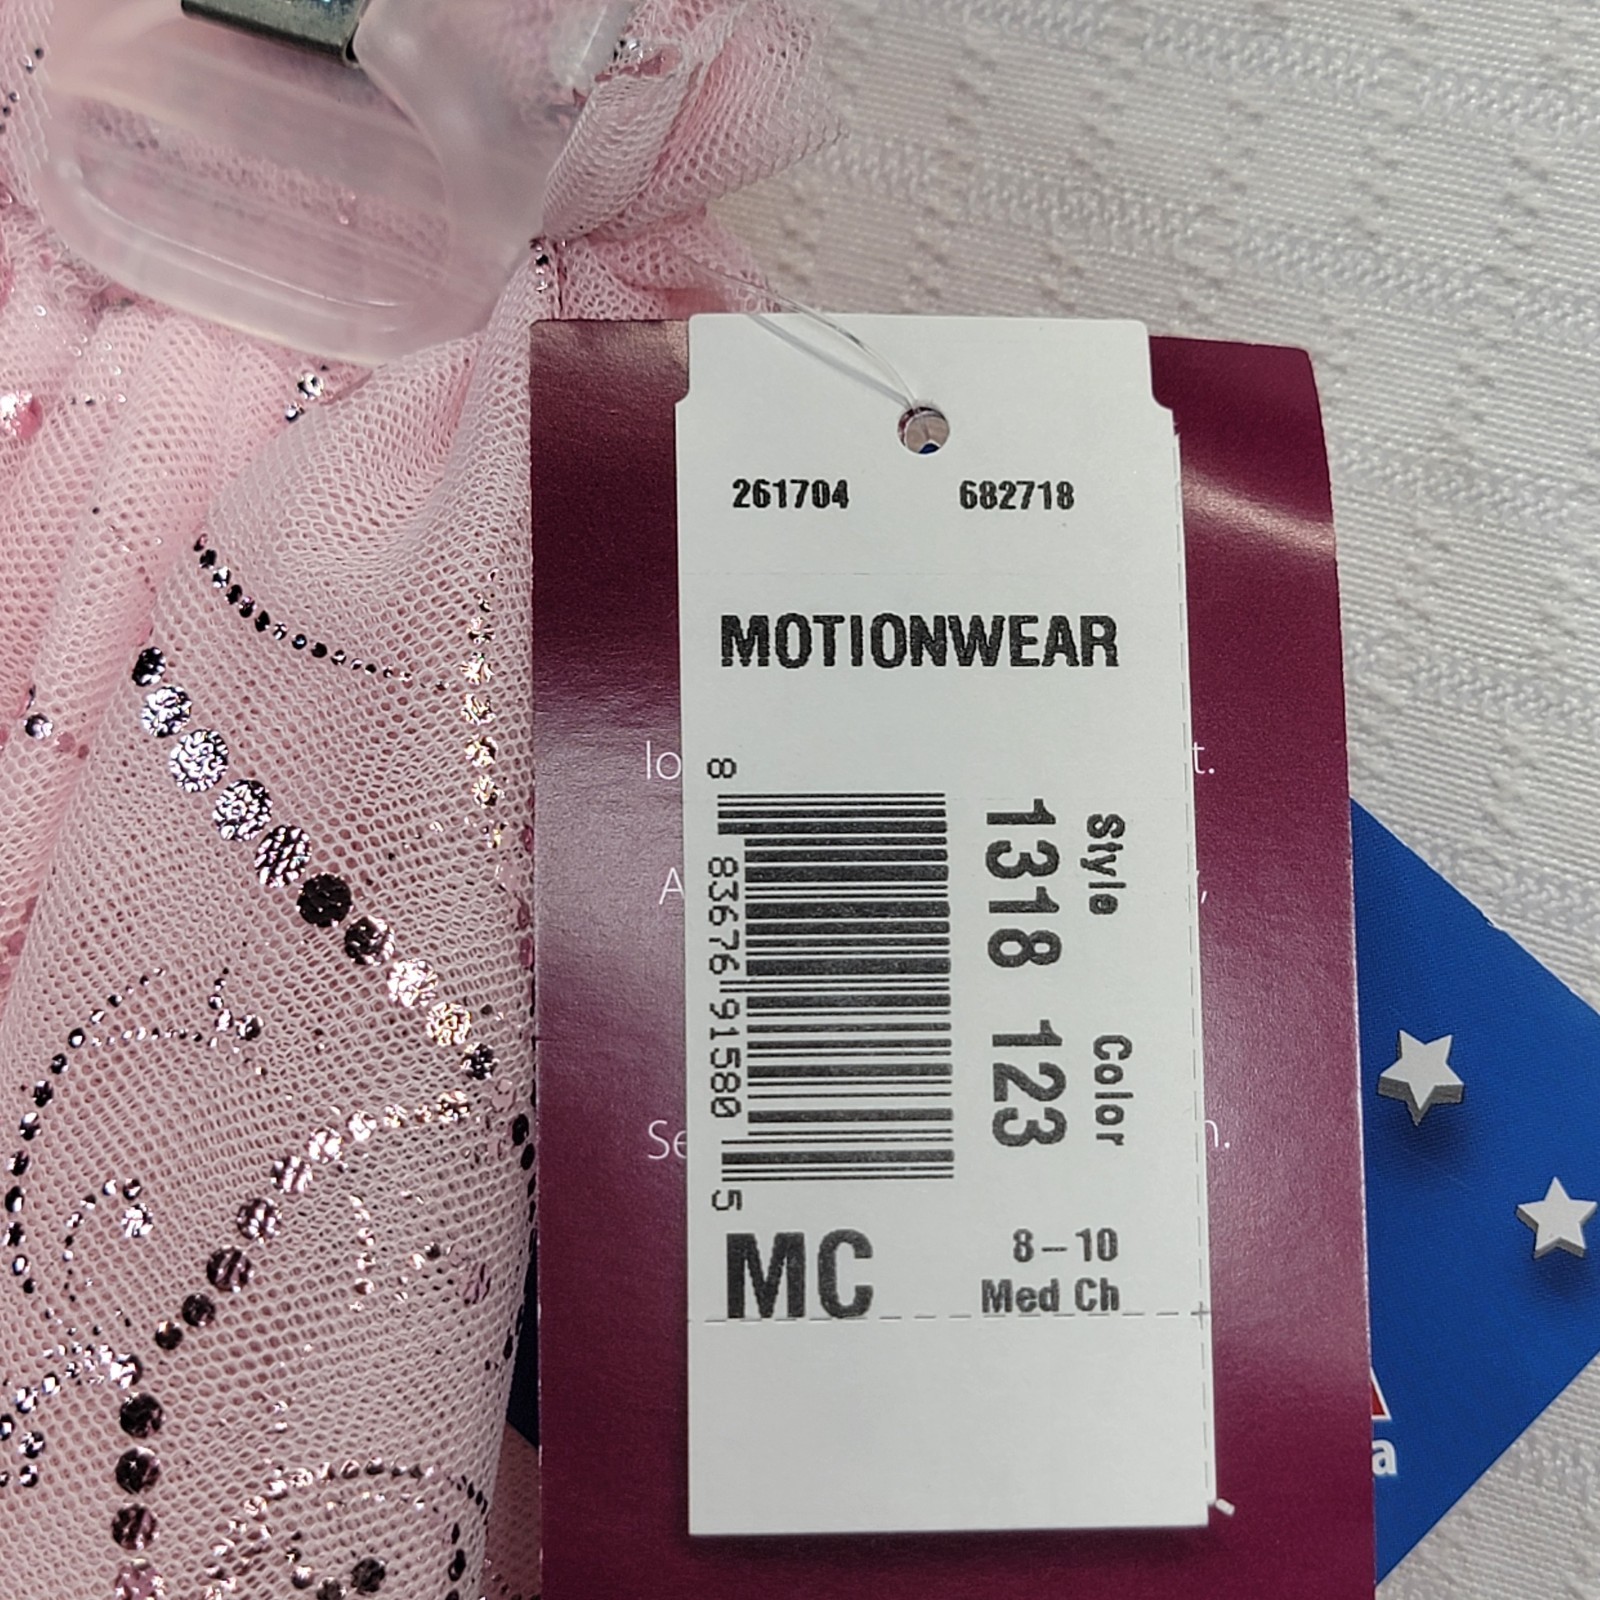 261704 682718
MOTIONWEAR
8 83676 91580 5
Style Color
1318 123
MC
8-10
Med Ch